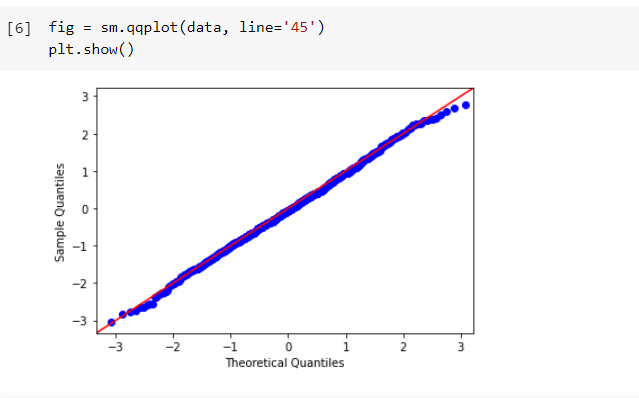 [6] fig = sm.qqplot(data, line='45')
plt.show()
3
2
1
0
−1
−2
−3
Sample Quantiles
−3 −2 −1 0 1 2 3
Theoretical Quantiles